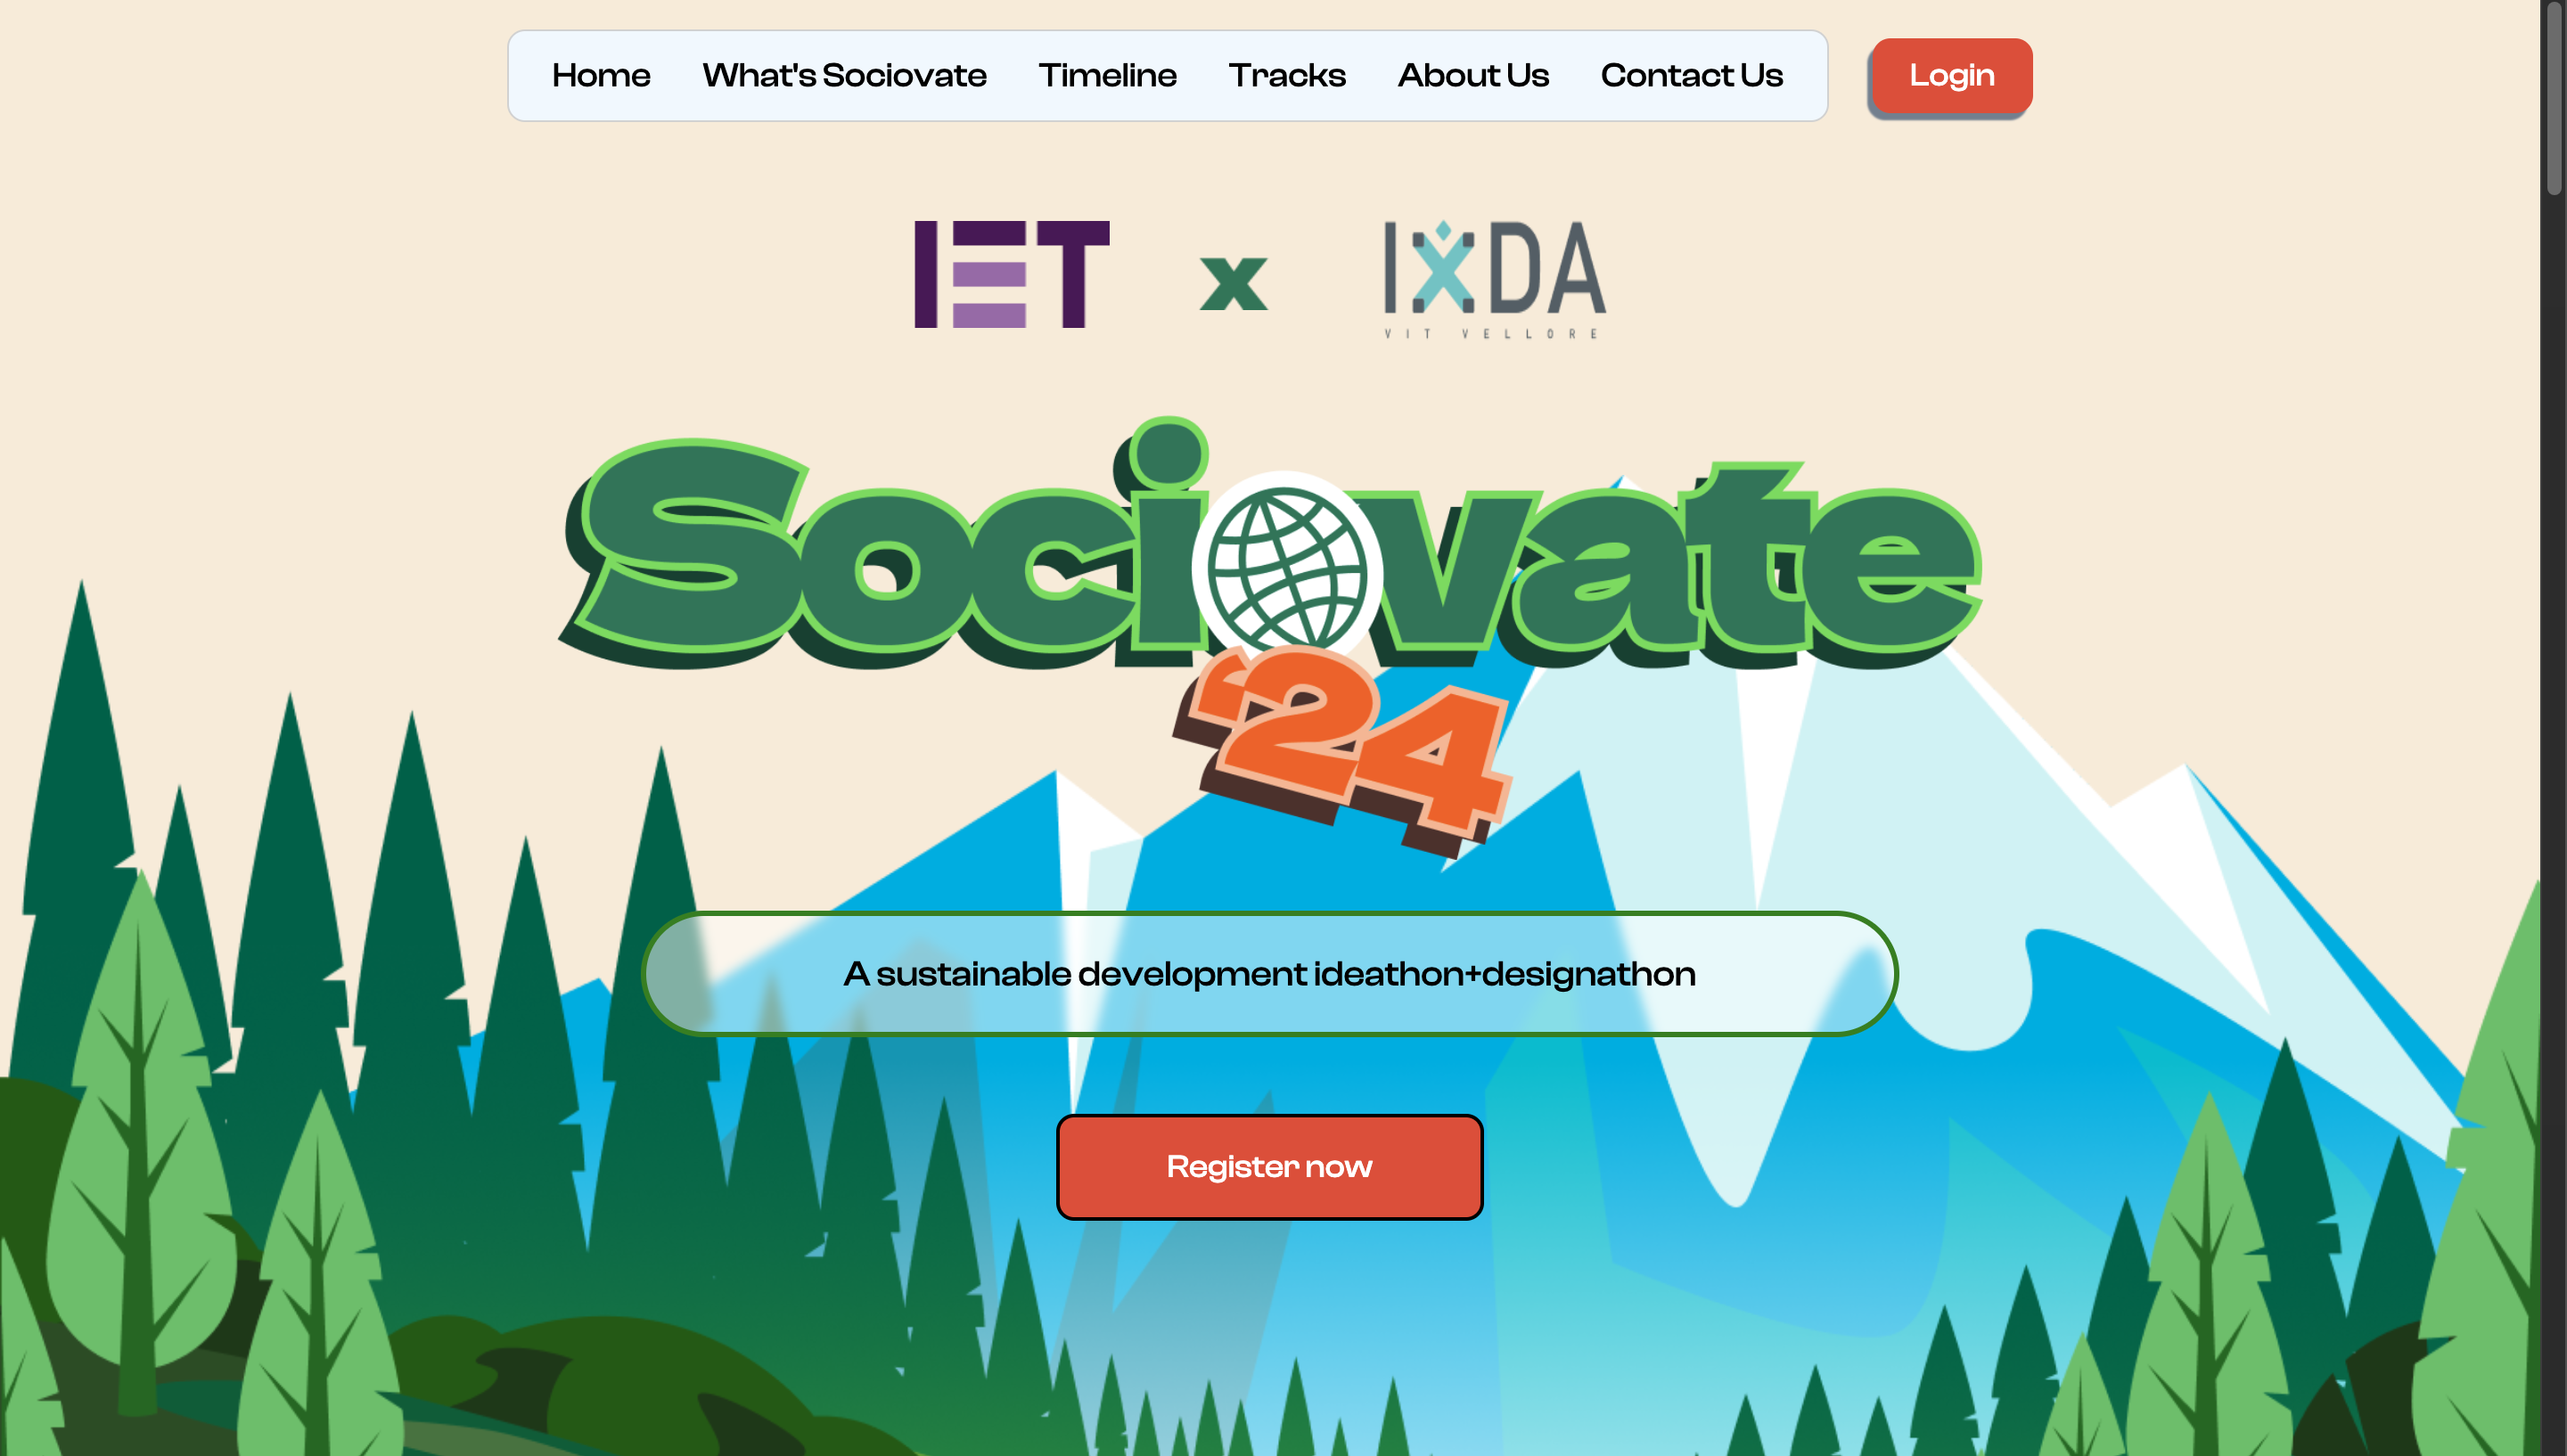 Home What's Sociovate Timeline Tracks About Us Contact Us Login
IET x IXDA
VIT VELLORE
Sociovate
'24
A sustainable development ideathon+designathon
Register now